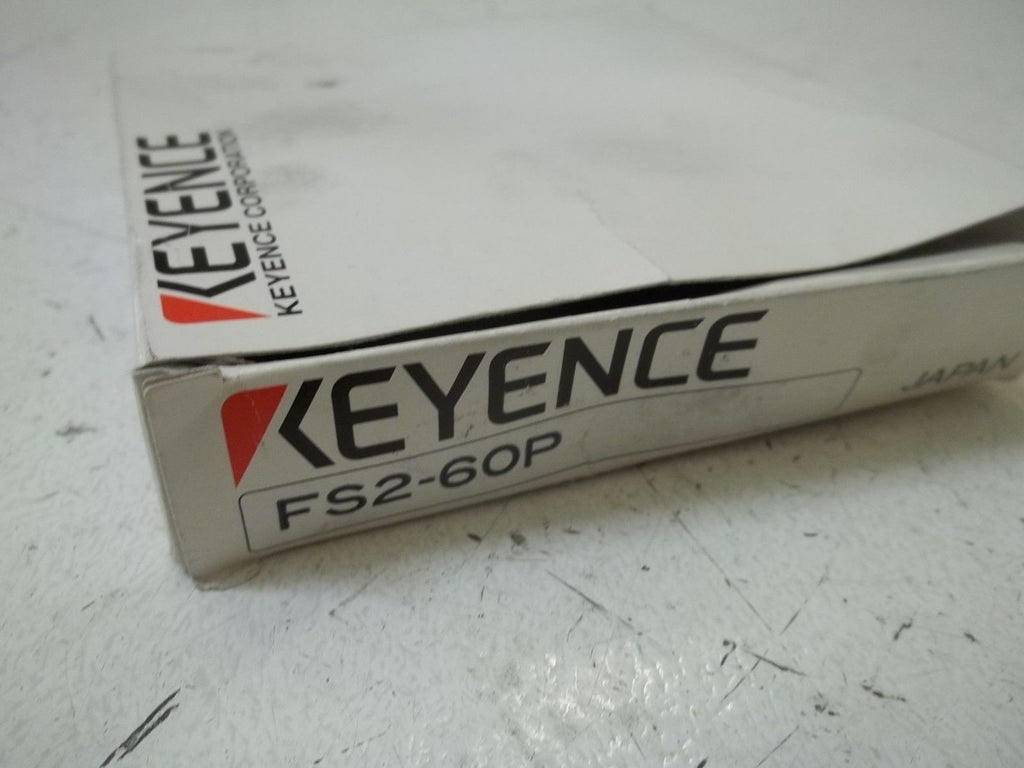 KEYENCE
KEYENCE CORPORATION
KEYENCE
FS2-60P
JAPAN